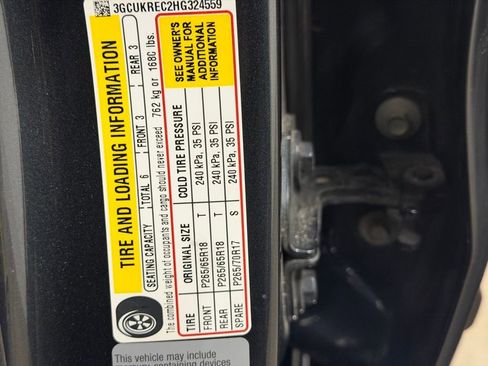 3GCUKREC2HG324559
TIRE AND LOADING INFORMATION
SEATING CAPACITY TOTAL 6 FRONT 3 REAR 3
The combined weight of occupants and cargo should never exceed 762 kg or 1680 lbs.
TIRE ORIGINAL SIZE COLD TIRE PRESSURE
FRONT P265/65R18 T 240 kPa, 35 PSI
REAR P265/65R18 T 240 kPa, 35 PSI
SPARE P265/70R17 S 240 kPa, 35 PSI
SEE OWNER'S
MANUAL FOR
ADDITIONAL
INFORMATION
This vehicle may include
mercury-containing devices